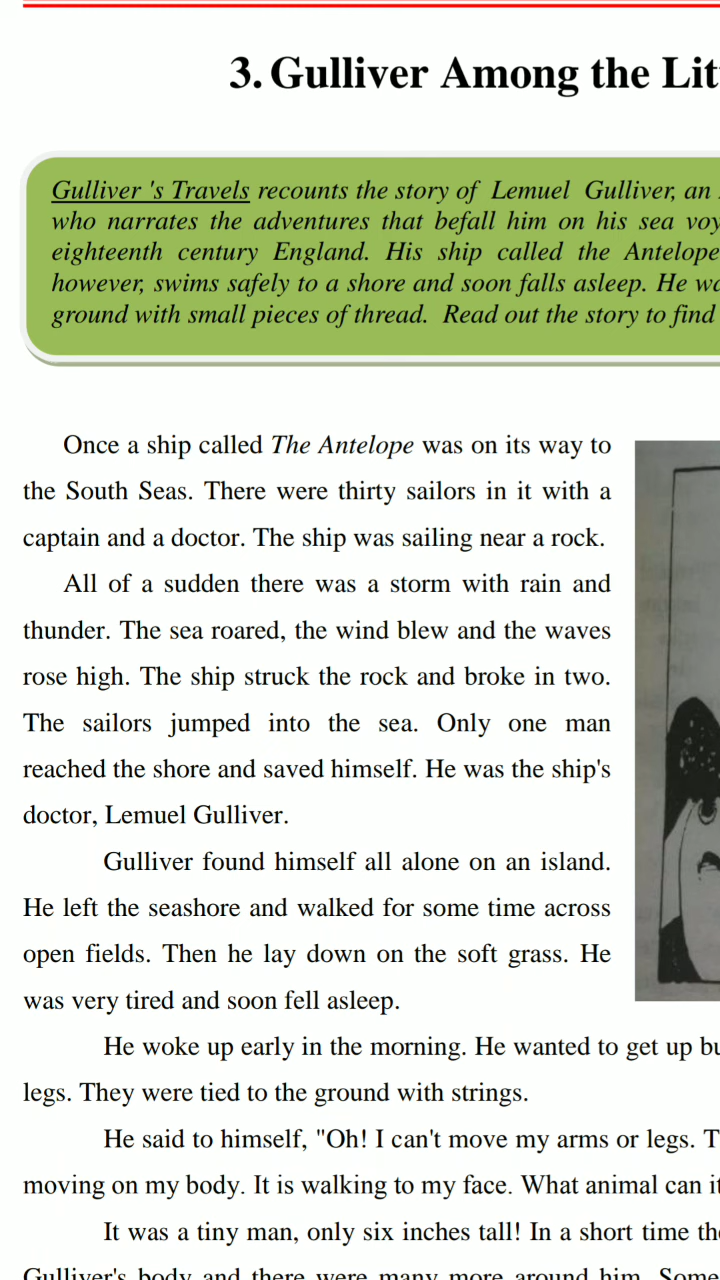 3. Gulliver Among the
Gulliver 's Travels recounts the story of Lemuel Gulliver, an
who narrates the adventures that befall him on his sea
eighteenth century England. His ship called the Antelope
however, swims safely to a shore and soon falls asleep. He
ground with small pieces of thread. Read out the story to find
Once a ship called The Antelope was on its way to
the South Seas. There were thirty sailors in it with a
captain and a doctor. The ship was sailing near a rock.
All of a sudden there was a storm with rain and
thunder. The sea roared, the wind blew and the waves
rose high. The ship struck the rock and broke in two.
The sailors jumped into the sea. Only one man
reached the shore and saved himself. He was the ship's
doctor, Lemuel Gulliver.
Gulliver found himself all alone on an island.
He left the seashore and walked for some time across
open fields. Then he lay down on the soft grass. He
was very tired and soon fell asleep.
He woke up early in the morning. He wanted to get up
legs. They were tied to the ground with strings.
He said to himself, "Oh! I can't move my arms or legs.
moving on my body. It is walking to my face. What animal can
It was a tiny man, only six inches tall! In a short time
Gulliver's body and there were many more around him.